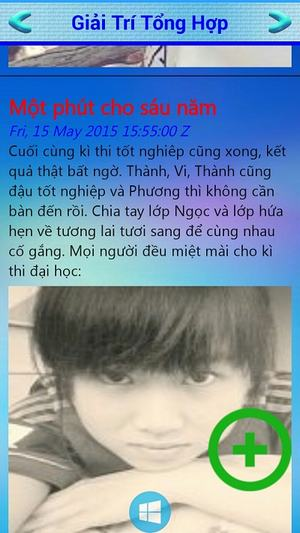 Giải Trí Tổng Hợp
Một phút cho sáu năm
Fri, 15 May 2015 15:55:00 Z
Cuối cùng kì thi tốt nghiêp cũng xong, kết
quả thật bất ngờ. Thành, Vi, Thành cũng
đậu tốt nghiệp và Phương thì không cần
bàn đến rồi. Chia tay lớp Ngọc và lớp hứa
hẹn về tương lai tươi sang để cùng nhau
cố gắng. Mọi người đều miệt mài cho kì
thi đại học: